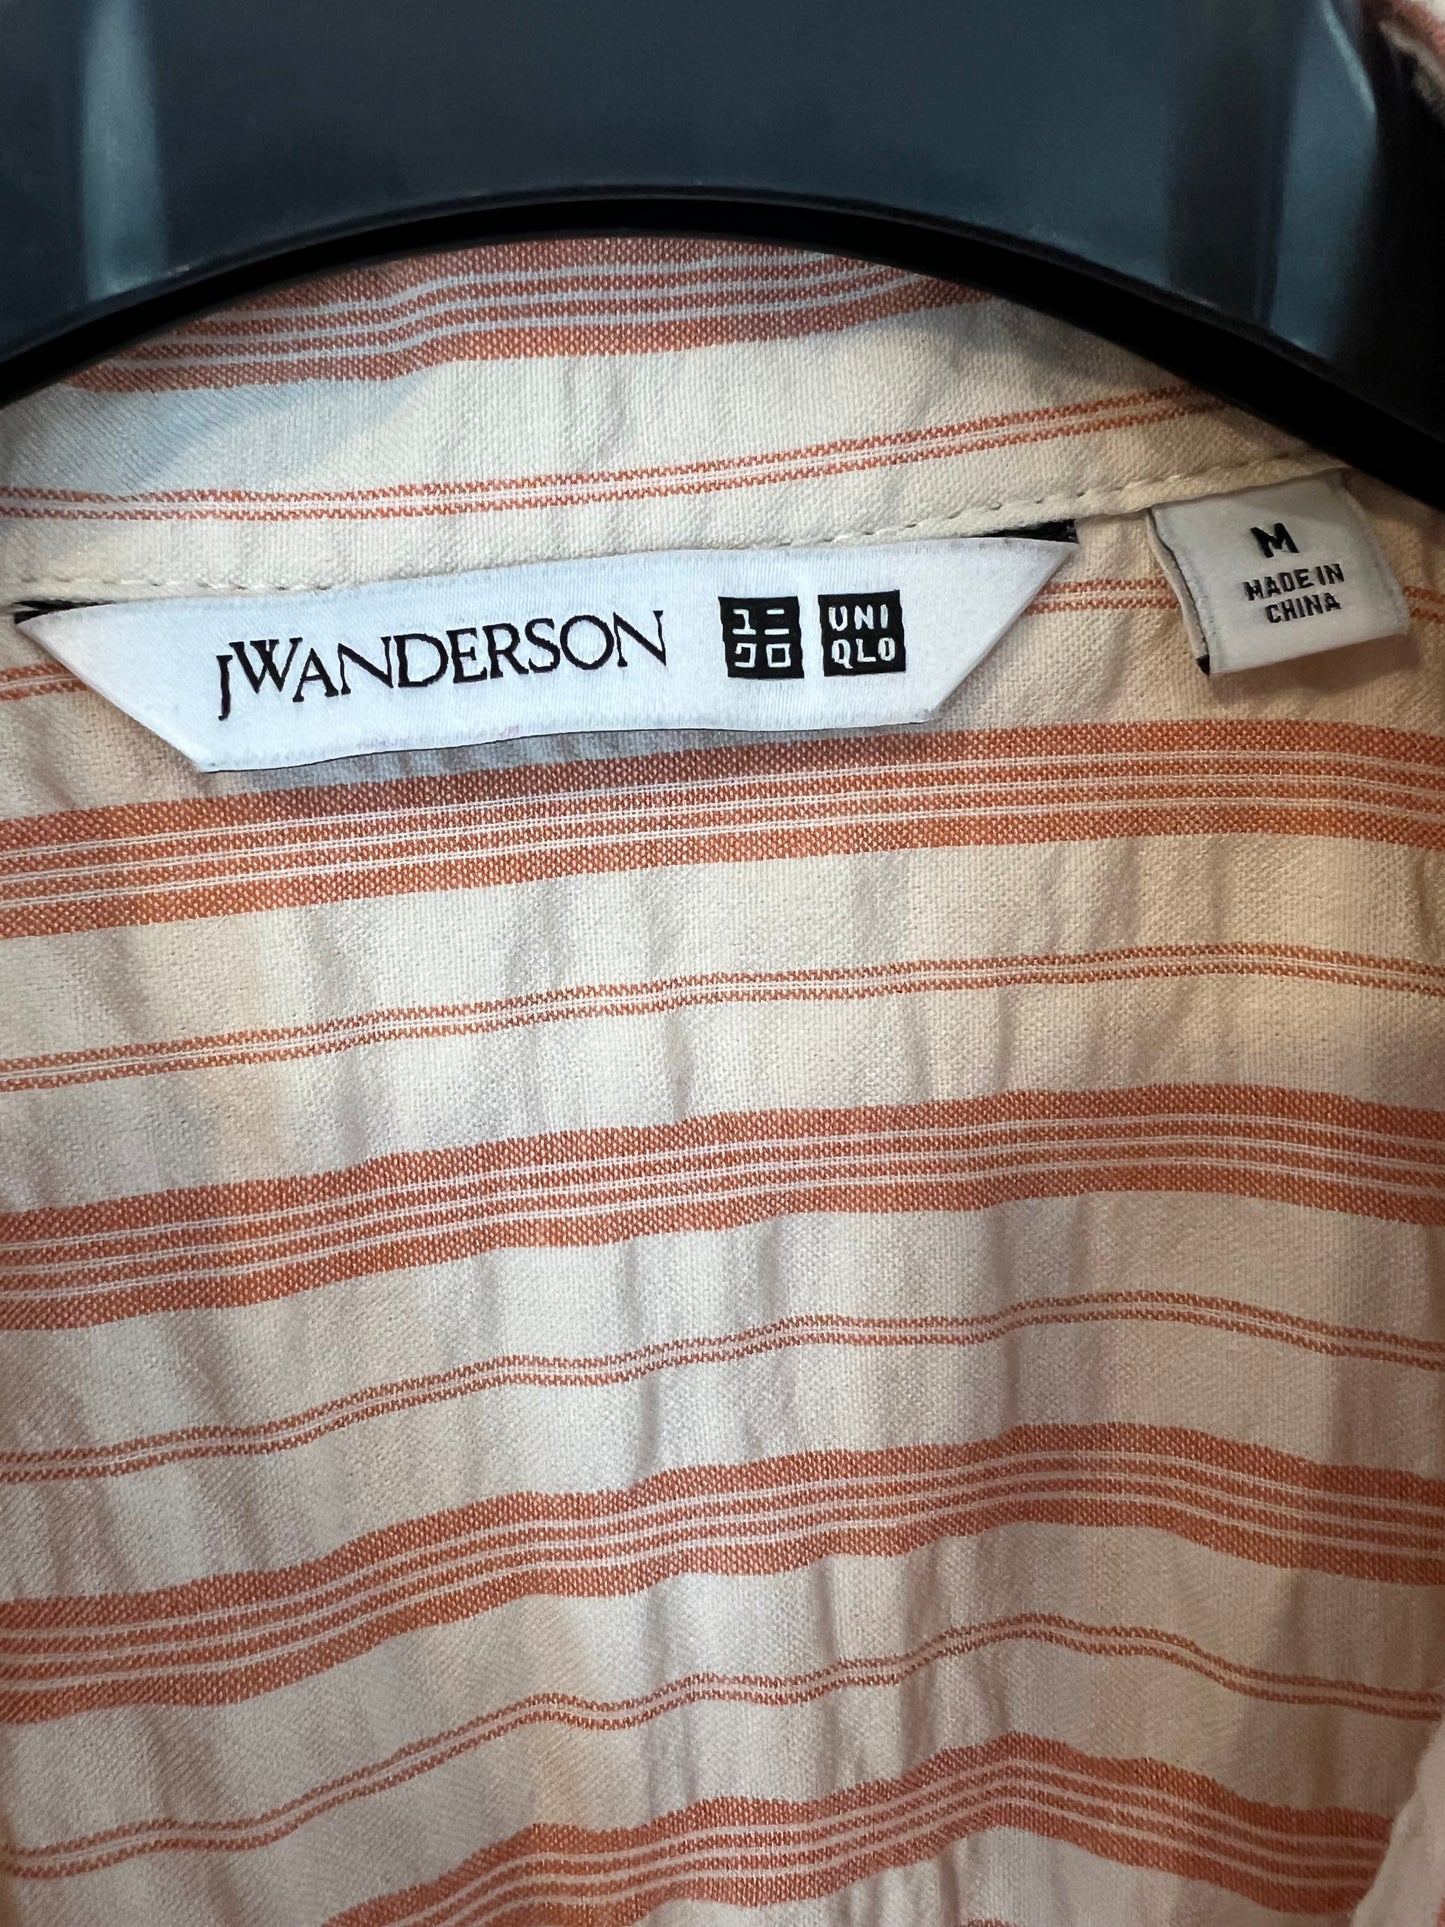 JWANDERSON
ユニ
クロ
UNI
QLO
M
MADE IN
CHINA